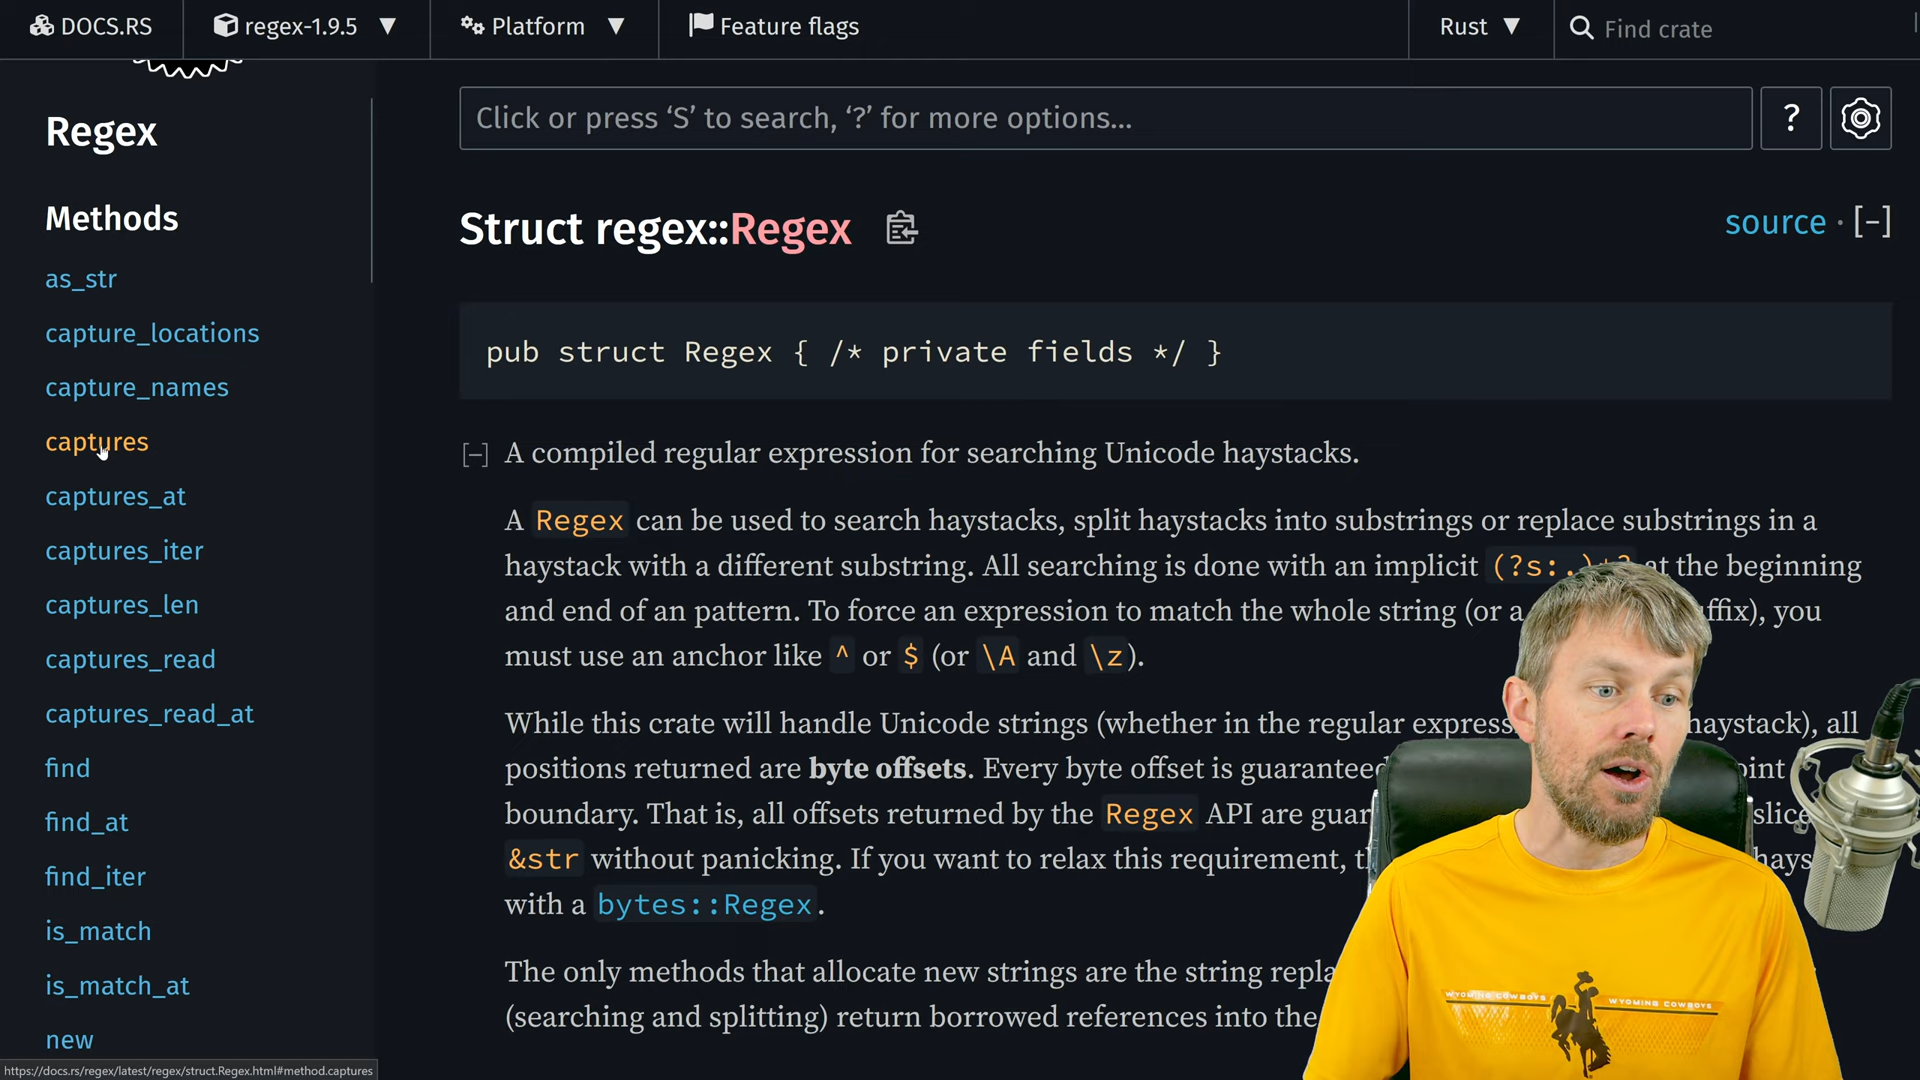 DOCS.RS
regex-1.9.5
Platform
Feature flags
Rust
Find crate
Click or press ‘S’ to search, ‘?’ for more options…
?
Regex
Methods
as_str
capture_locations
capture_names
captures
captures_at
captures_iter
captures_len
captures_read
captures_read_at
find
find_at
find_iter
is_match
is_match_at
new
Struct regex::Regex
source · [−]
pub struct Regex { /* private fields */ }
[−] A compiled regular expression for searching Unicode haystacks.
A Regex can be used to search haystacks, split haystacks into substrings or replace substrings in a
haystack with a different substring. All searching is done with an implicit (?s:.)*? at the beginning
and end of an pattern. To force an expression to match the whole string (or a uffix), you
must use an anchor like ^ or $ (or \A and \z).
While this crate will handle Unicode strings (whether in the regular express haystack), all
positions returned are byte offsets. Every byte offset is guaranteed oint
boundary. That is, all offsets returned by the Regex API are guar slice
&str without panicking. If you want to relax this requirement, t hays
with a bytes::Regex.
The only methods that allocate new strings are the string repla
(searching and splitting) return borrowed references into the
WYOMING COWBOYS WYOMING COWBOYS
https://docs.rs/regex/latest/regex/struct.Regex.html#method.captures